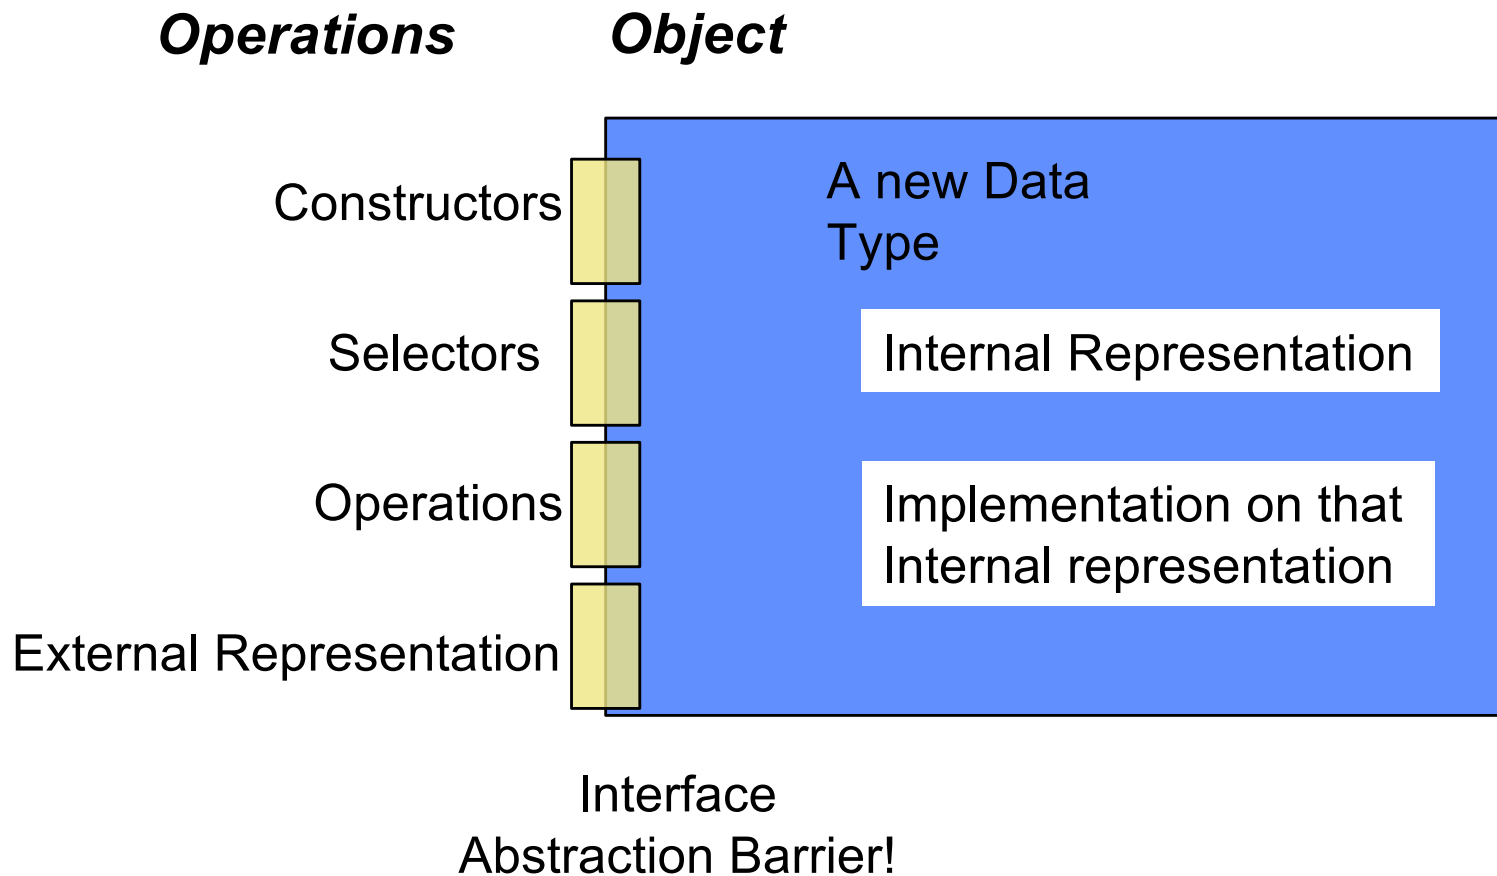 Operations
Object
Constructors
A new Data
Type
Selectors
Internal Representation
Operations
Implementation on that
Internal representation
External Representation
Interface
Abstraction Barrier!